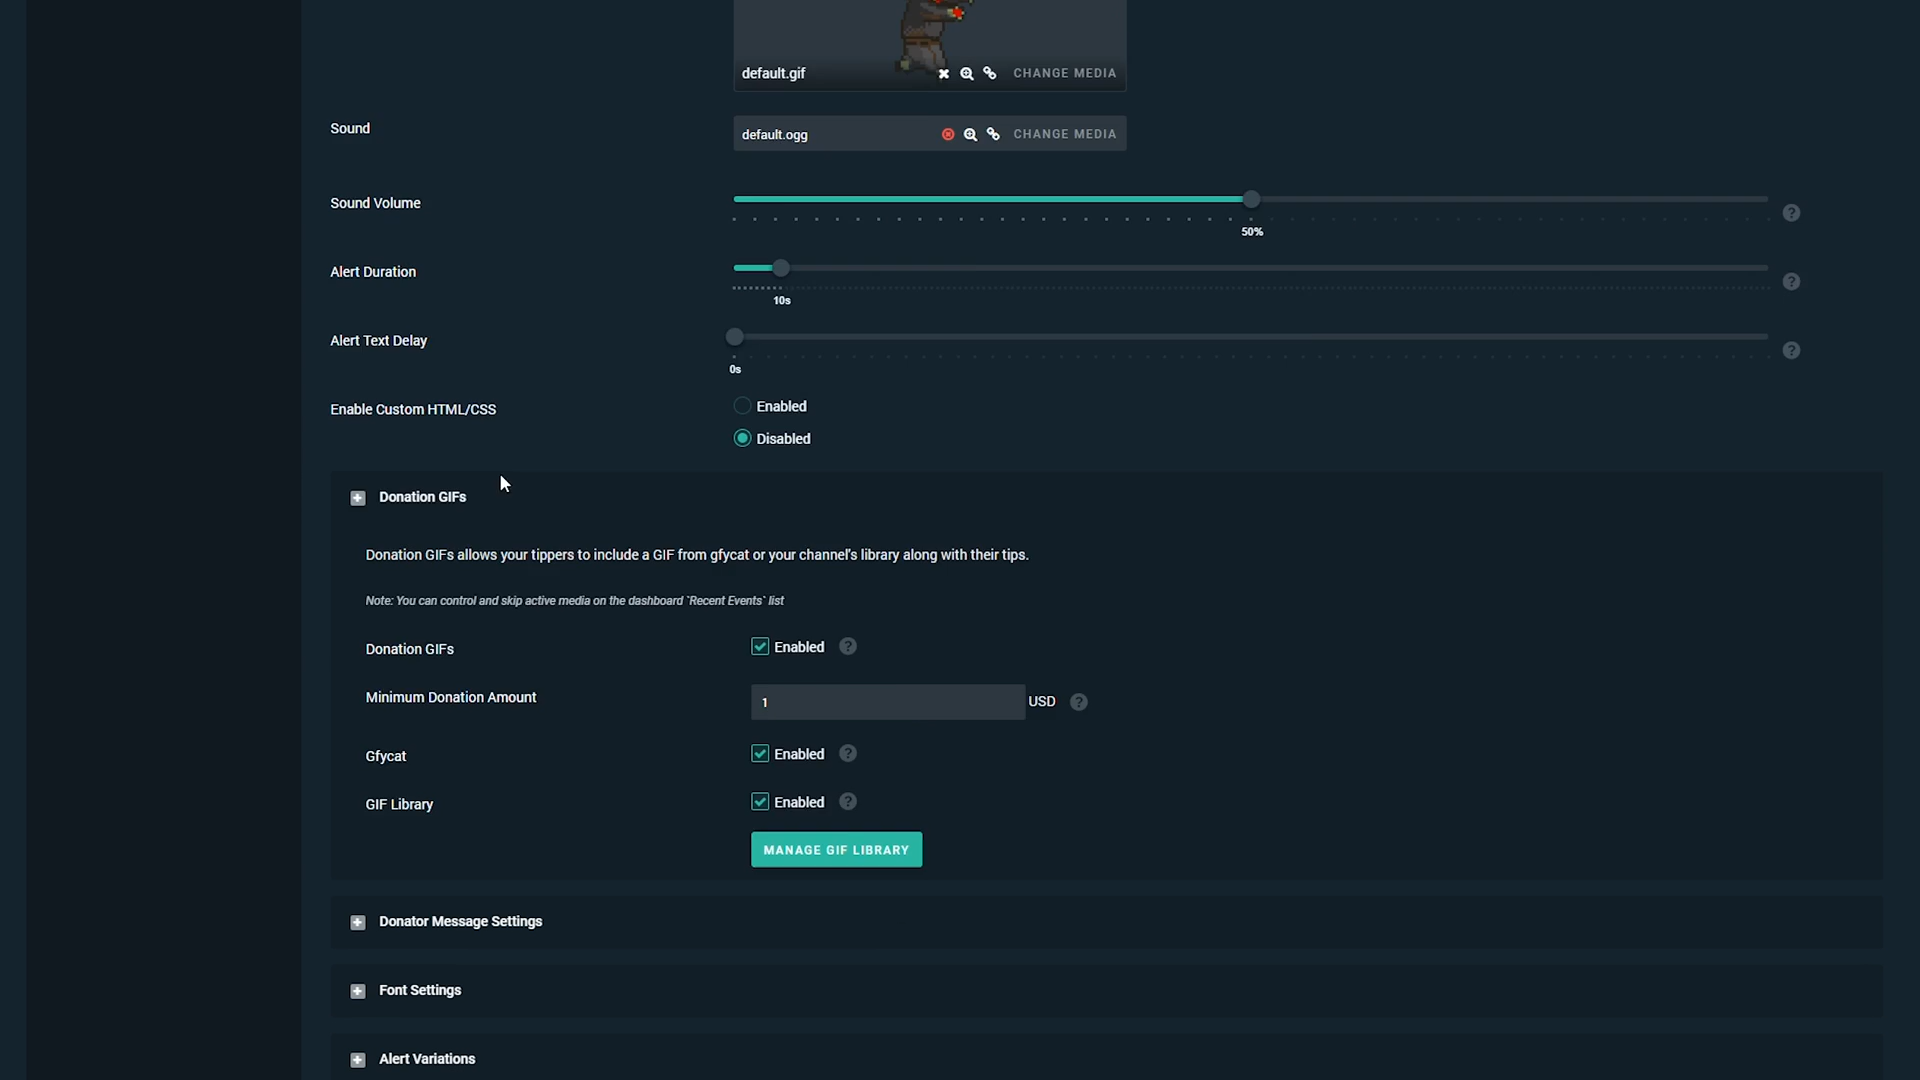 default.gif
CHANGE MEDIA
Sound
default.ogg
CHANGE MEDIA
Sound Volume
?
50%
Alert Duration
?
10s
Alert Text Delay
?
0s
Enable Custom HTML/CSS
Enabled
Disabled
Donation GIFs
Donation GIFs allows your tippers to include a GIF from gfycat or your channel's library along with their tips.
Note: You can control and skip active media on the dashboard `Recent Events` list
Donation GIFs
Enabled ?
Minimum Donation Amount
1 USD ?
Gfycat
Enabled ?
GIF Library
Enabled ?
MANAGE GIF LIBRARY
Donator Message Settings
Font Settings
Alert Variations